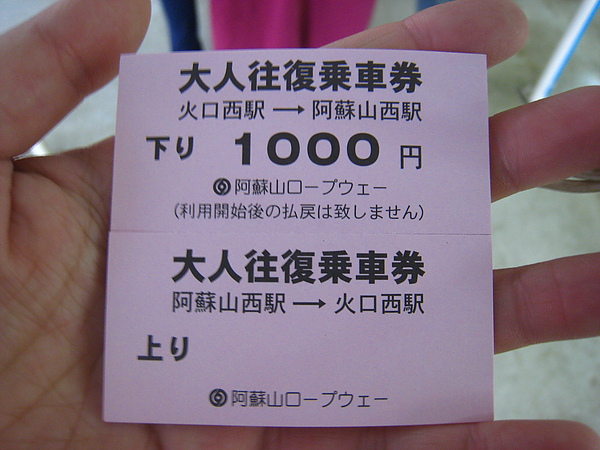 大人往復乗車券
火口西駅 → 阿蘇山西駅
下り 1000 円
阿蘇山ロープウェー
(利用開始後の払戻は致しません)
大人往復乗車券
阿蘇山西駅 → 火口西駅
上り
阿蘇山ロープウェー